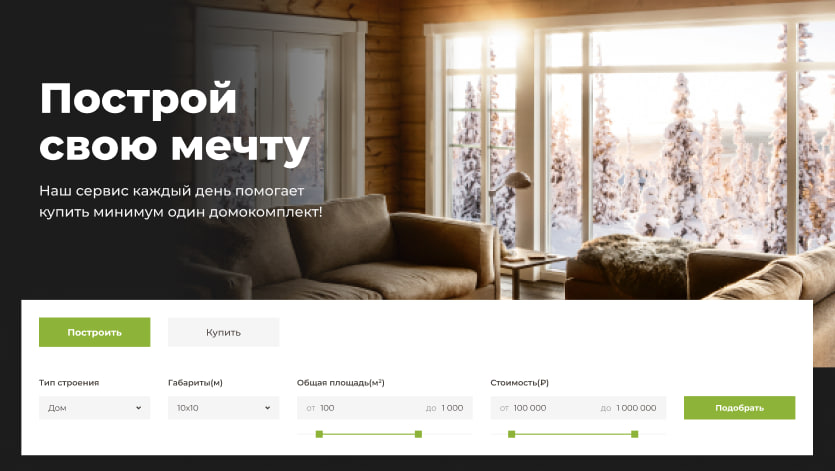 Построй
свою мечту
Наш сервис каждый день помогает
купить минимум один домокомплект!
Построить Купить
Тип строения Габариты(м) Общая площадь(м²) Стоимость(₽)
Дом 10x10 от 100 до 1 000 от 100 000 до 1 000 000 Подобрать